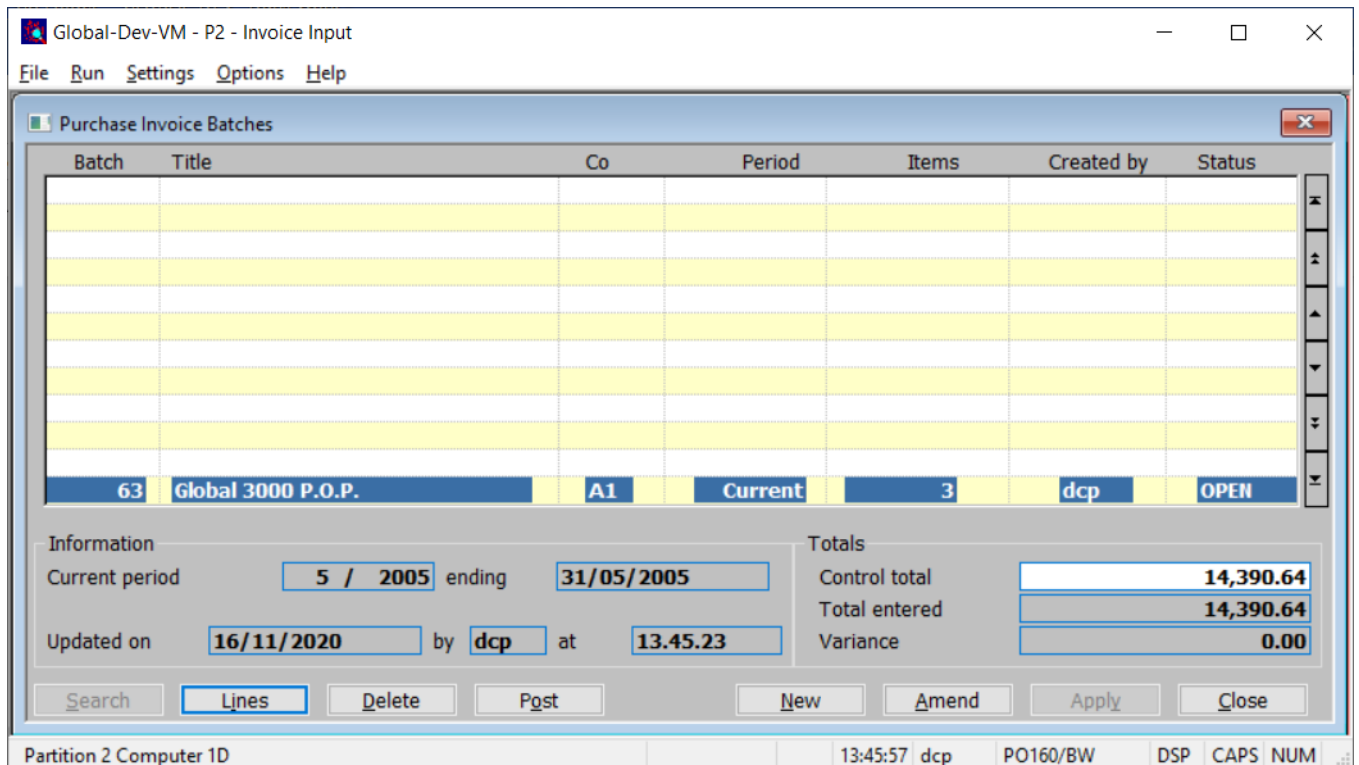 Global-Dev-VM - P2 - Invoice Input
File Run Settings Options Help
Purchase Invoice Batches
Batch Title Co Period Items Created by Status
63 Global 3000 P.O.P. A1 Current 3 dcp OPEN
Information
Current period 5 / 2005 ending 31/05/2005
Updated on 16/11/2020 by dcp at 13.45.23
Totals
Control total 14,390.64
Total entered 14,390.64
Variance 0.00
Search Lines Delete Post New Amend Apply Close
Partition 2 Computer 1D 13:45:57 dcp PO160/BW DSP CAPS NUM